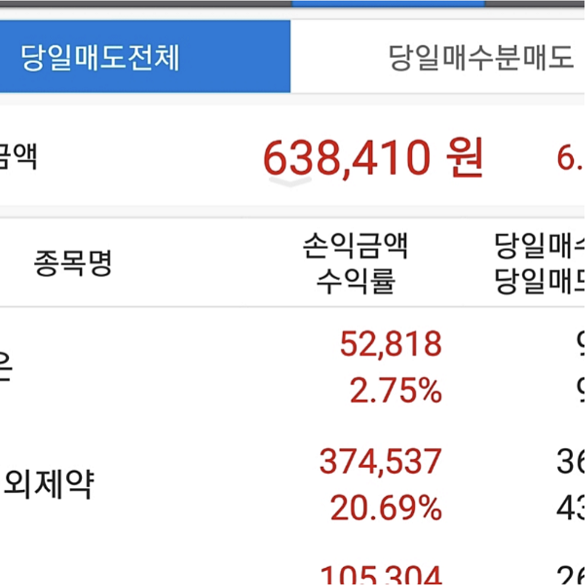 당일매도전체 당일매수분매도
금액 638,410 원 6.
종목명 손익금액 당일매수
수익률 당일매도
은 52,818 9
2.75% 9
외제약 374,537 36
20.69% 43
105,304 26